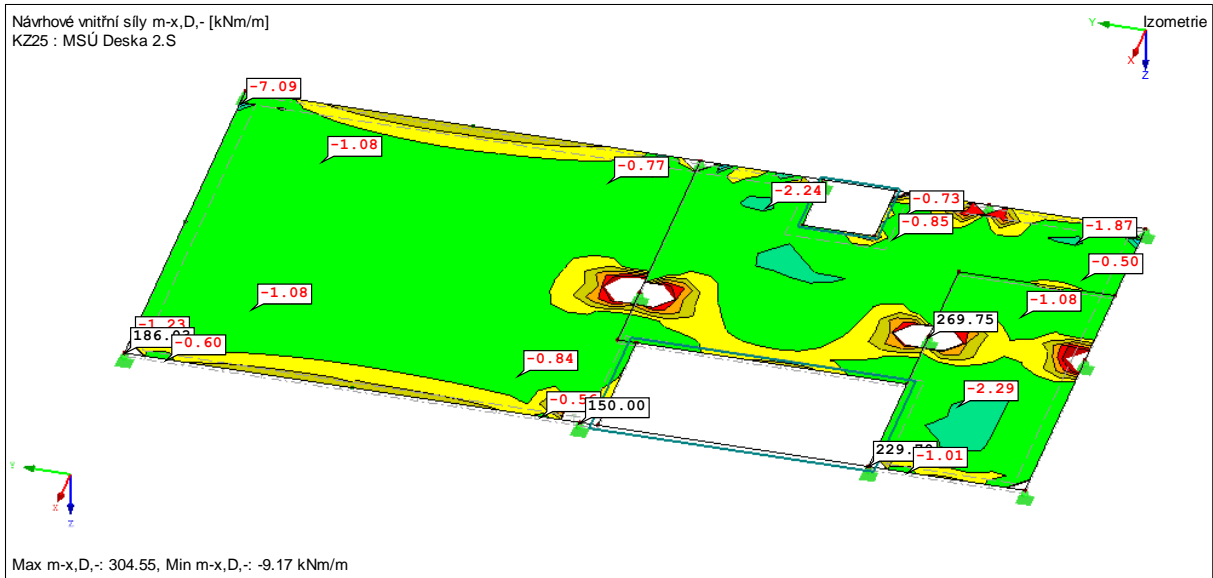 Návrhové vnitřní síly m-x,D,- [kNm/m]
Izometrie
KZ25 : MSÚ Deska 2.S
Y
X
Z
-7.09
-1.08
-0.77
-2.24
-0.73
-0.85
-1.87
-0.50
-1.08
-1.08
269.75
-1.23
-0.60
-0.84
-2.29
150.00
-1.01
Y
X
Z
Max m-x,D,-: 304.55, Min m-x,D,-: -9.17 kNm/m